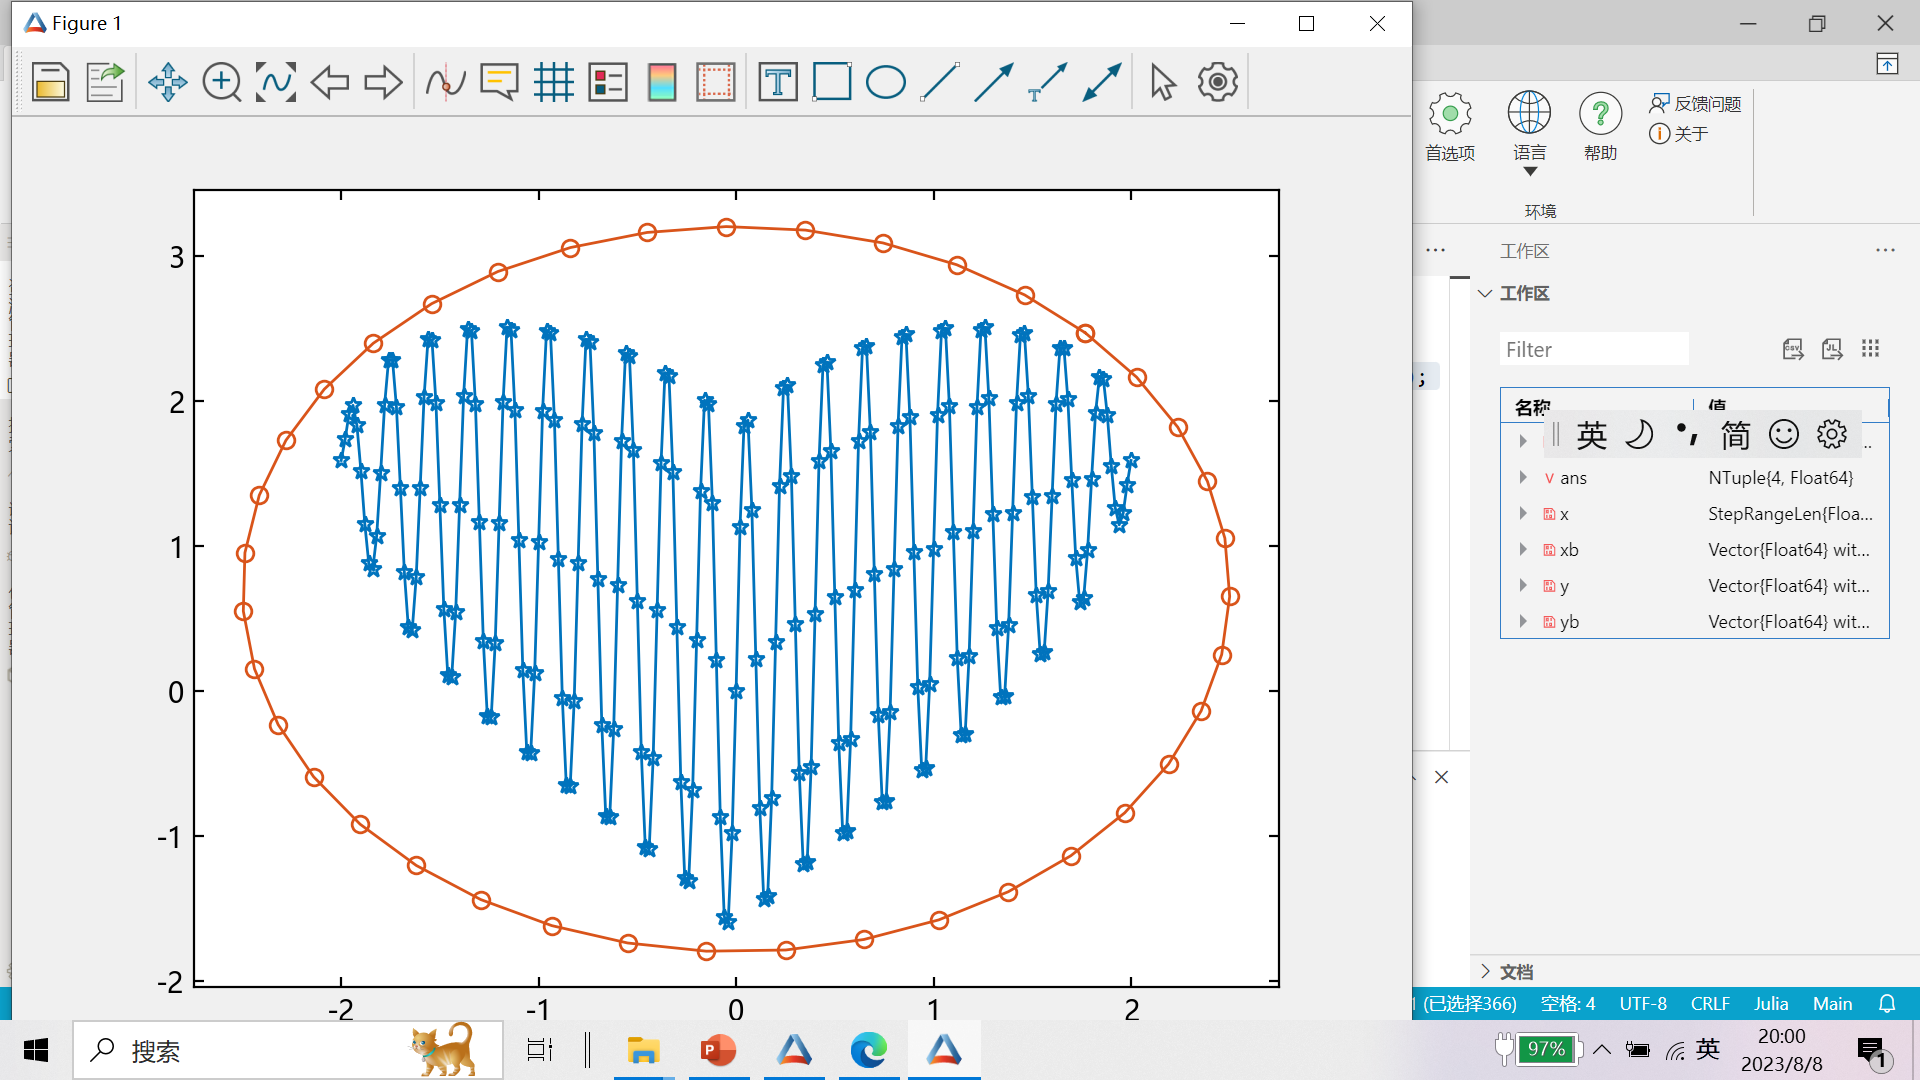 Figure 1
首选项
语言
帮助
反馈问题
关于
环境
工作区
工作区
Filter
名称 值
英 简
ans NTuple{4, Float64}
x StepRangeLen{Floa...
xb Vector{Float64} wit...
y Vector{Float64} wit...
yb Vector{Float64} wit...
;
3
2
1
0
-1
-2
-2 -1 0 1 2
文档
(已选择366) 空格: 4 UTF-8 CRLF Julia Main
搜索
97%
英
20:00
2023/8/8
1